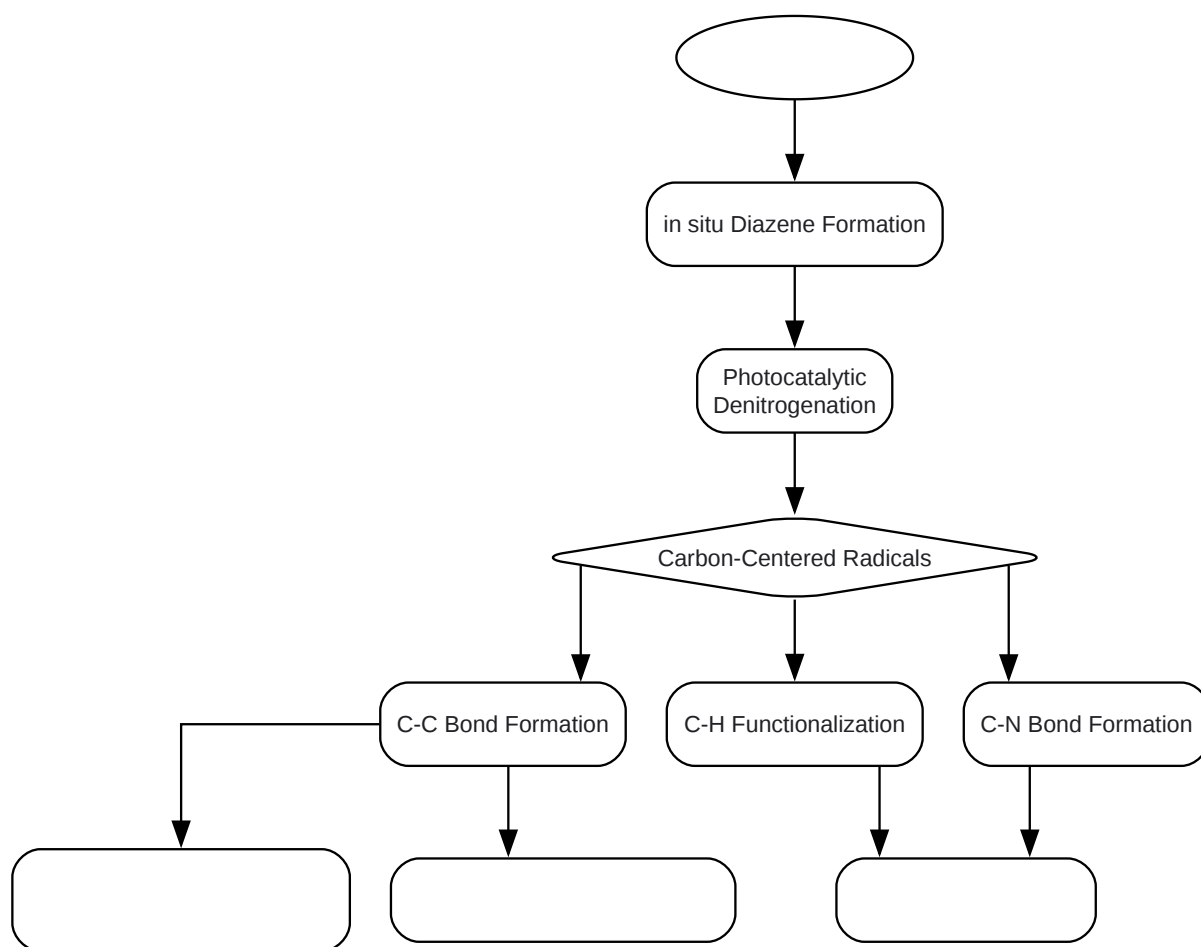 in situ Diazene Formation
Photocatalytic
Denitrogenation
Carbon-Centered Radicals
C-C Bond Formation
C-H Functionalization
C-N Bond Formation